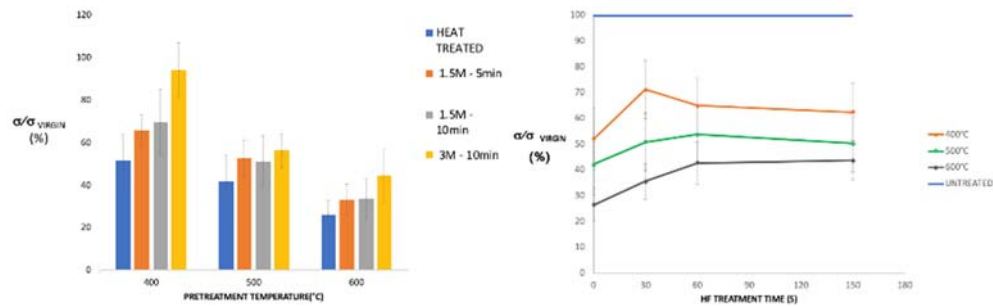 120
100
80
60
40
20
0
σ/σ VIRGIN
(%)
400
500
600
PRETREATMENT TEMPERATURE(°C)
HEAT
TREATED
1.5M - 5min
1.5M -
10min
3M - 10min
100
90
80
70
60
50
40
30
20
10
0
σ/σ VIRGIN
(%)
0
30
60
90
120
150
180
HF TREATMENT TIME (S)
400°C
500°C
600°C
UNTREATED